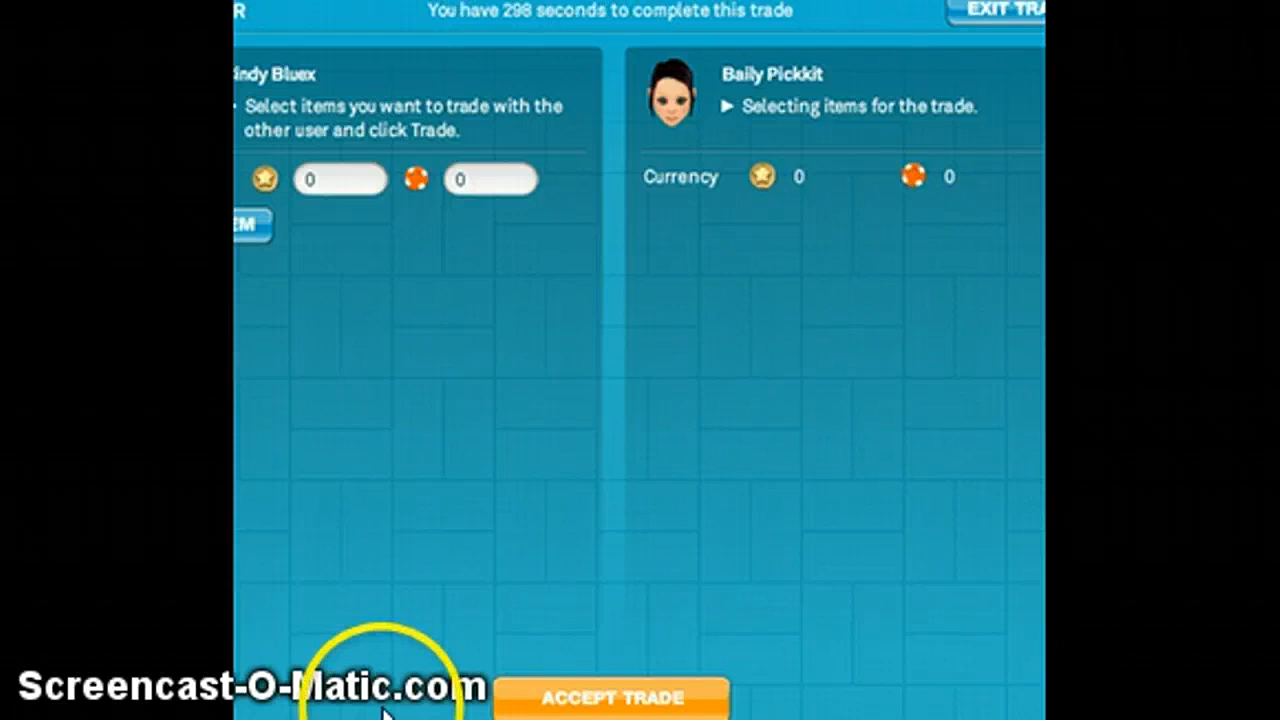 R
You have 298 seconds to complete this trade
EXIT TRA
indy Bluex
Select items you want to trade with the
other user and click Trade.
0
0
EM
Baily Pickkit
► Selecting items for the trade.
Currency
0
0
Screencast-O-Matic.com
ACCEPT TRADE